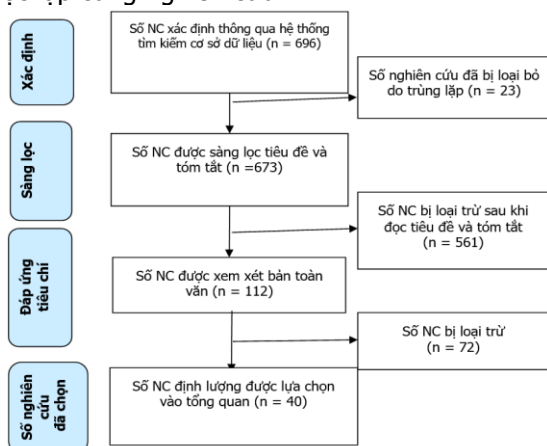 Xác định
Số NC xác định thông qua hệ thống
tìm kiếm cơ sở dữ liệu (n = 696)
Số nghiên cứu đã bị loại bỏ
do trùng lặp (n = 23)
Sàng lọc
Số NC được sàng lọc tiêu đề và
tóm tắt (n =673)
Số NC bị loại trừ sau khi
đọc tiêu đề và tóm tắt
(n = 561)
Đáp ứng
tiêu chí
Số NC được xem xét bản toàn
văn (n = 112)
Số NC bị loại trừ
(n = 72)
Số nghiên
cứu
đã chọn
Số NC định lượng được lựa chọn
vào tổng quan (n = 40)